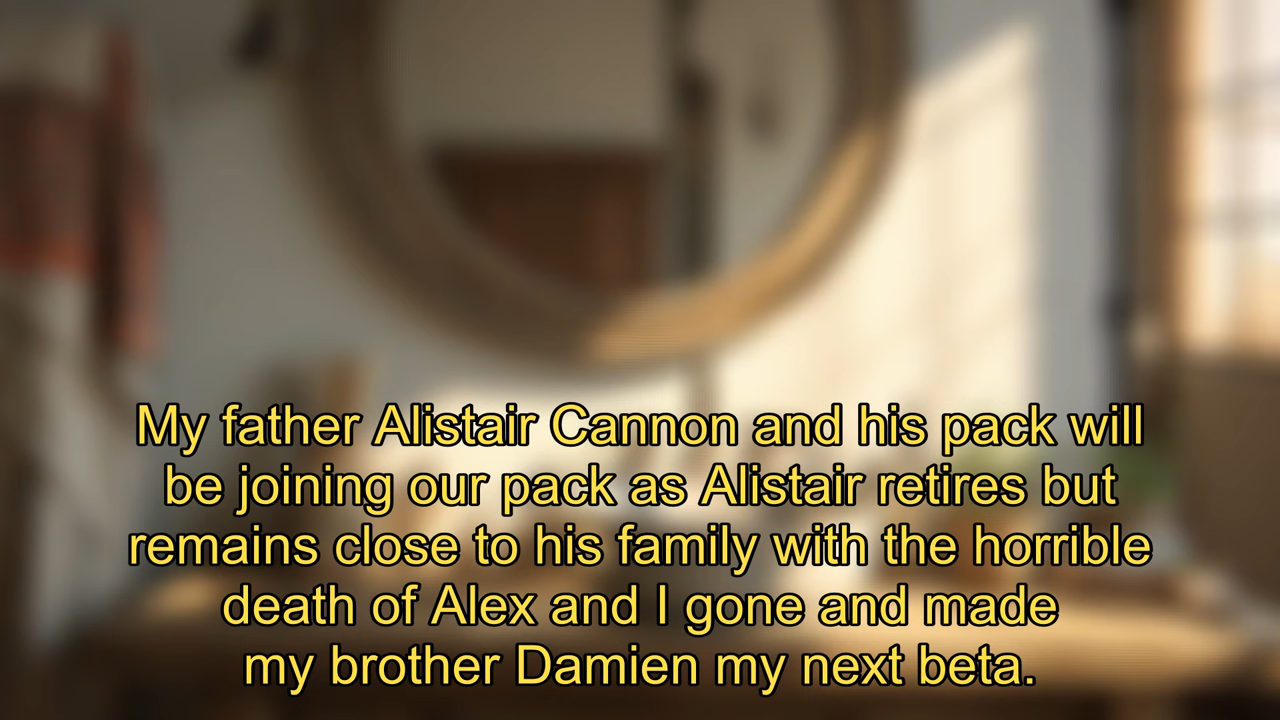 My father Alistair Cannon and his pack will
be joining our pack as Alistair retires but
remains close to his family with the horrible
death of Alex and I gone and made
my brother Damien my next beta.